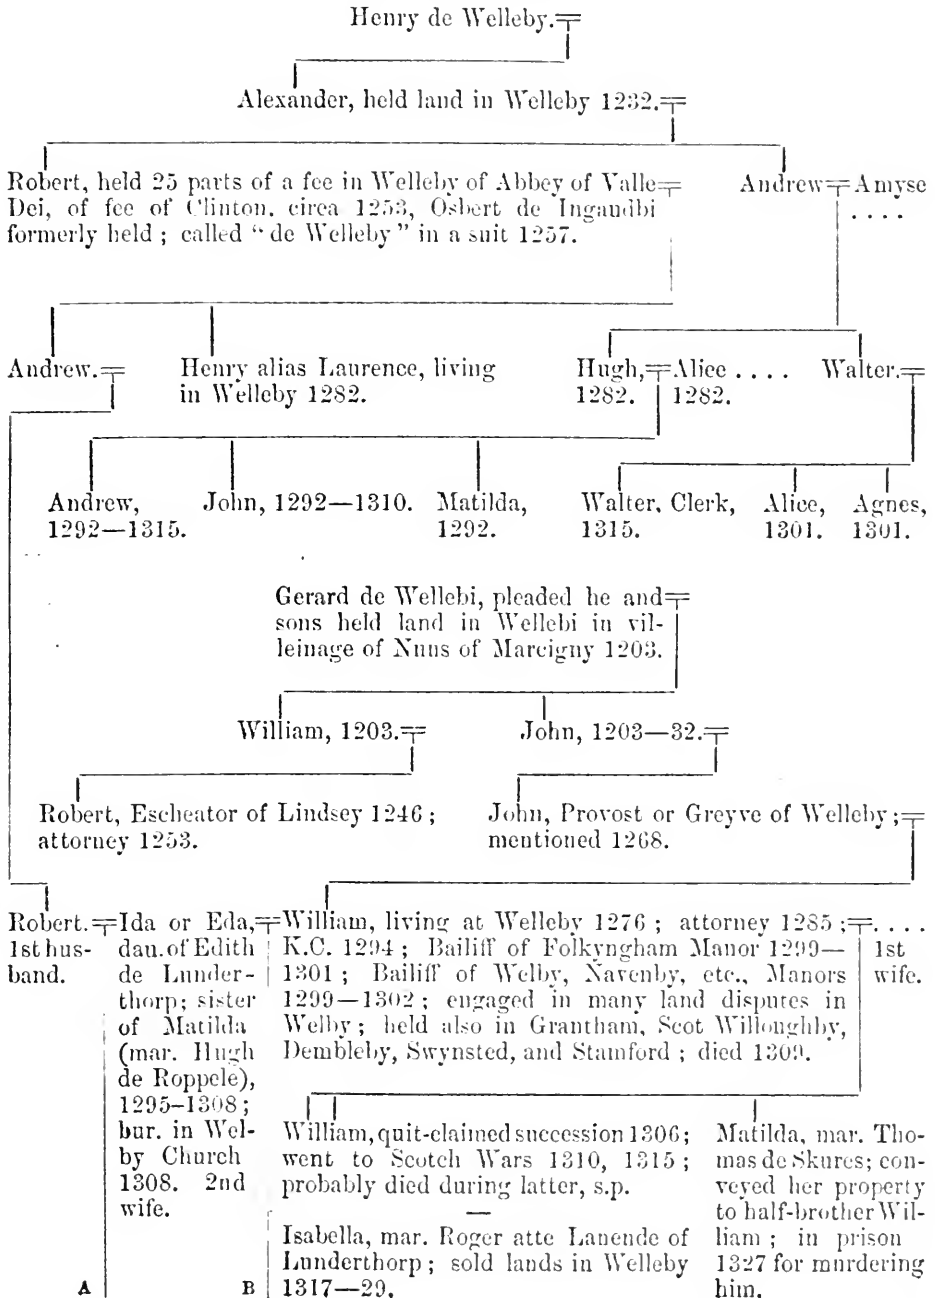 Henry de Welleby.
Alexander, held land in Welleby 1232.
Robert, held 25 parts of a fee in Welleby of Abbey of Valle
Dei, of fee of Clinton, circa 1253, Osbert de Ingaudbi
formerly held ; called "de Welleby" in a suit 1257.
Andrew Amyse
. . . .
Andrew.
Henry alias Laurence, living
in Welleby 1282.
Hugh, Alice . . . .
1282. 1282.
Walter.
Andrew,
1292—1315.
John, 1292—1310.
Matilda,
1292.
Walter, Clerk,
1315.
Alice,
1301.
Agnes,
1301.
Gerard de Wellebi, pleaded he and
sons held land in Wellebi in vil-
leinage of Nuns of Marcigny 1203.
William, 1203.
John, 1203—32.
Robert, Escheator of Lindsey 1246 ;
attorney 1253.
John, Provost or Greyve of Welleby ;
mentioned 1268.
Robert.
1st hus-
band.
Ida or Eda,
dau. of Edith
de Lunder-
thorp; sister
of Matilda
(mar. Hugh
de Roppele),
1295–1308 ;
bur. in Wel-
by Church
1308. 2nd
wife.
William, living at Welleby 1276 ; attorney 1285 ;
K.C. 1294 ; Bailiff of Folkyngham Manor 1299—
1301 ; Bailiff of Welby, Navenby, etc., Manors
1299—1302 ; engaged in many land disputes in
Welby ; held also in Grantham, Scot Willoughby,
Dembleby, Swynsted, and Stamford ; died 1309.
. . . .
1st
wife.
William, quit-claimed succession 1306;
went to Scotch Wars 1310, 1315 ;
probably died during latter, s.p.
—
Isabella, mar. Roger atte Lanende of
Lunderthorp ; sold lands in Welleby
1317—29.
Matilda, mar. Tho-
mas de Skures; con-
veyed her property
to half-brother Wil-
liam ; in prison
1327 for murdering
him.
A B